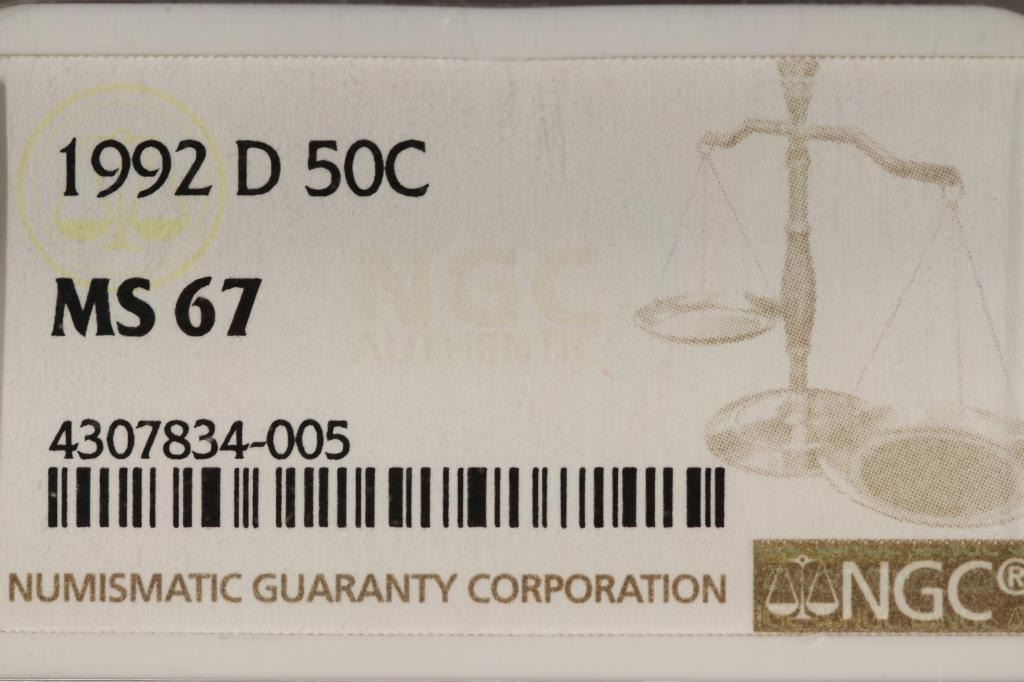 1992 D 50C
NGC
AUTHENTIC
MS 67
4307834-005
NUMISMATIC GUARANTY CORPORATION
NGC®